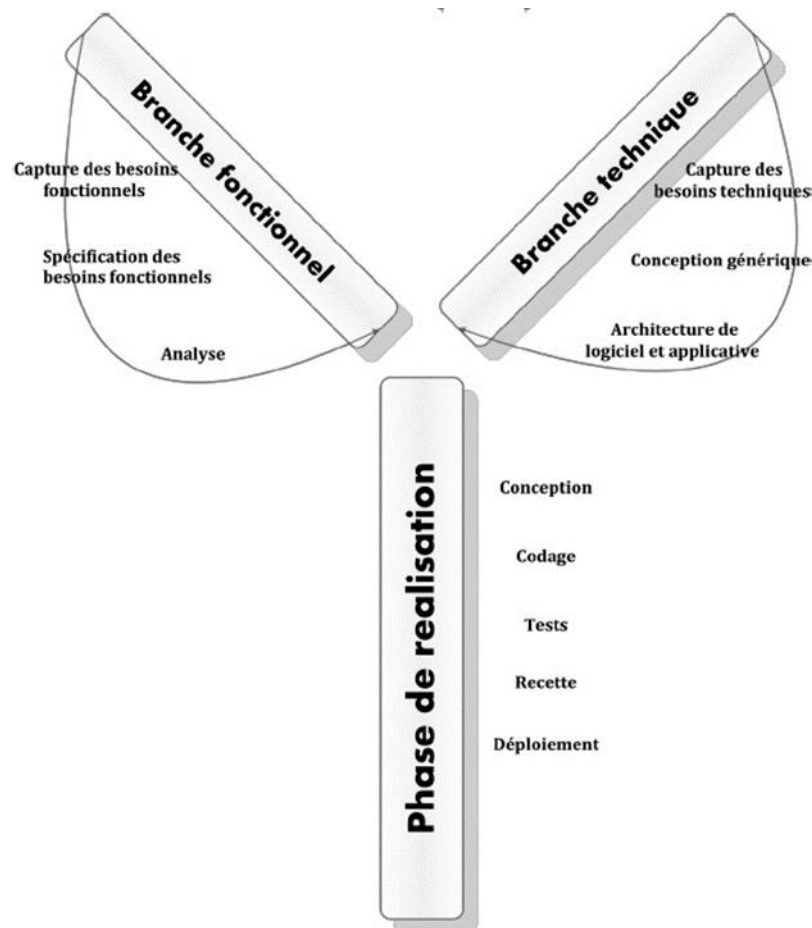 Branche fonctionnel
Capture des besoins
fonctionnels
Spécification des
besoins fonctionnels
Analyse
Branche technique
Capture des
besoins techniques
Conception générique
Architecture de
logiciel et applicative
Phase de realisation
Conception
Codage
Tests
Recette
Déploiement